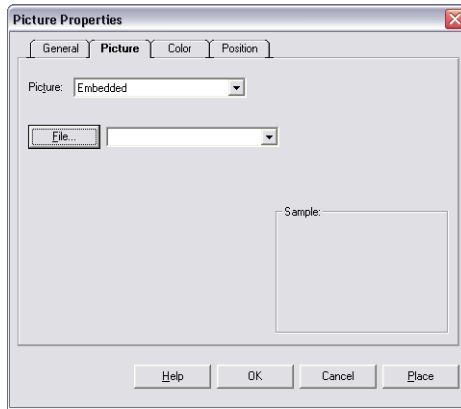 Picture Properties
General Picture Color Position
Picture: Embedded
File...
Sample:
Help OK Cancel Place